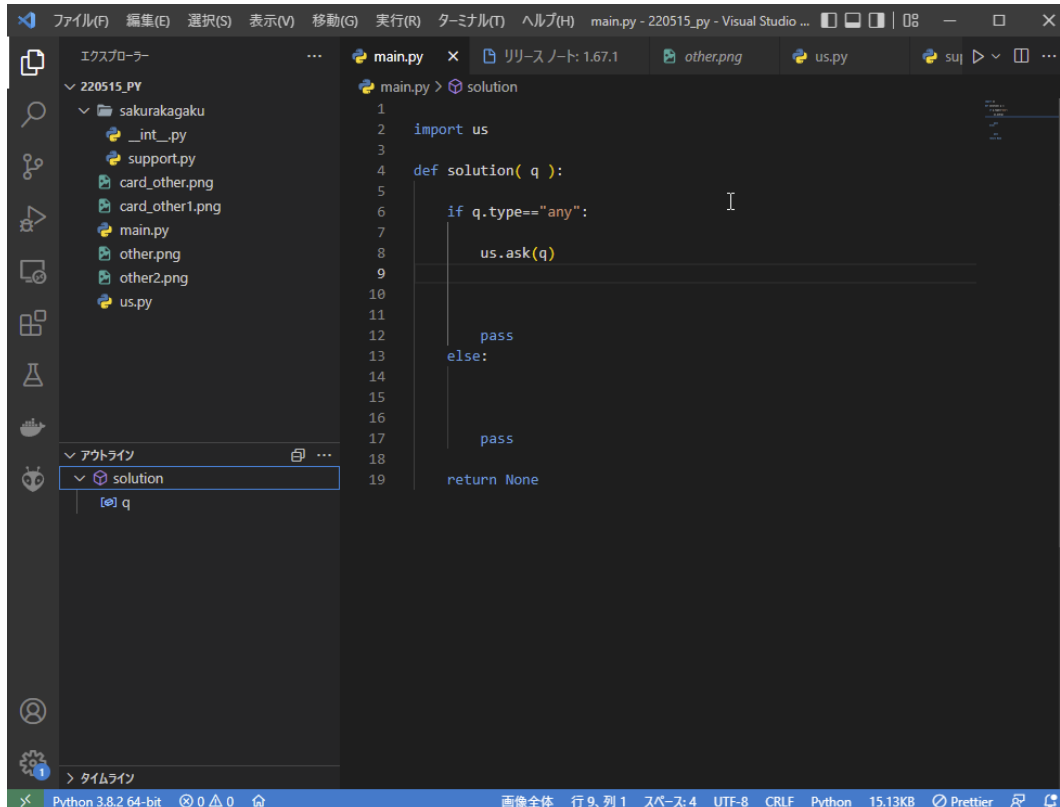 ファイル(F) 編集(E) 選択(S) 表示(V) 移動(G) 実行(R) ターミナル(T) ヘルプ(H) main.py - 220515_py - Visual Studio ...
エクスプローラー
220515_PY
sakurakagaku
__int__.py
support.py
card_other.png
card_other1.png
main.py
other.png
other2.png
us.py
アウトライン
solution
q
タイムライン
main.py リリース ノート: 1.67.1 other.png us.py sup
main.py > solution
1
2 import us
3
4 def solution( q ):
5
6 if q.type=="any":
7
8 us.ask(q)
9
10
11
12 pass
13 else:
14
15
16
17 pass
18
19 return None
1
Python 3.8.2 64-bit 0 0 画像全体 行 9、列 1 スペース: 4 UTF-8 CRLF Python 15.13KB Prettier